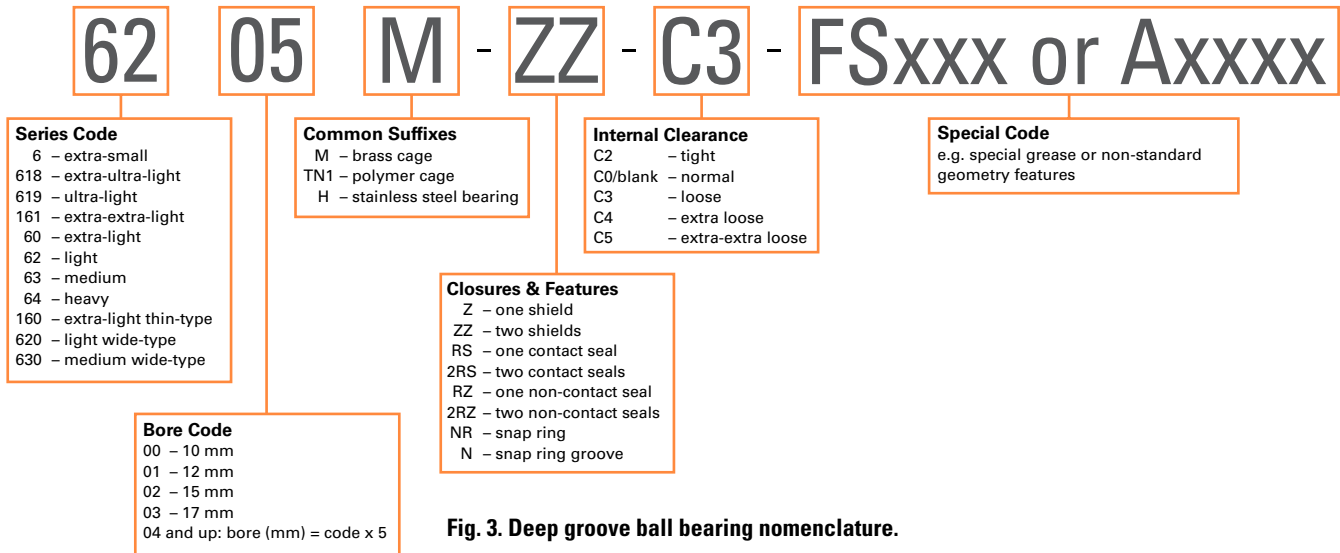 62 05 M - ZZ - C3 - FSxxx or Axxxx
Series Code
6 – extra-small
618 – extra-ultra-light
619 – ultra-light
161 – extra-extra-light
60 – extra-light
62 – light
63 – medium
64 – heavy
160 – extra-light thin-type
620 – light wide-type
630 – medium wide-type
Common Suffixes
M – brass cage
TN1 – polymer cage
H – stainless steel bearing
Internal Clearance
C2 – tight
C0/blank – normal
C3 – loose
C4 – extra loose
C5 – extra-extra loose
Special Code
e.g. special grease or non-standard
geometry features
Closures & Features
Z – one shield
ZZ – two shields
RS – one contact seal
2RS – two contact seals
RZ – one non-contact seal
2RZ – two non-contact seals
NR – snap ring
N – snap ring groove
Bore Code
00 – 10 mm
01 – 12 mm
02 – 15 mm
03 – 17 mm
04 and up: bore (mm) = code x 5
Fig. 3. Deep groove ball bearing nomenclature.